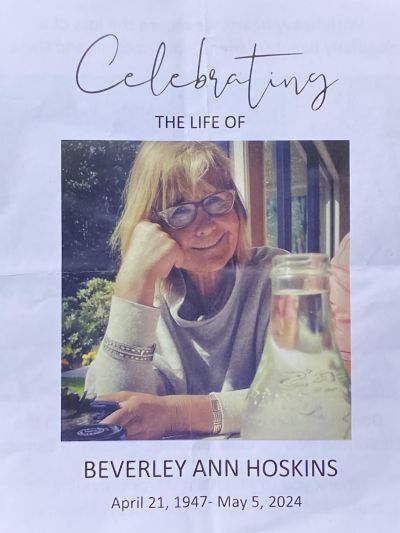 Celebrating
THE LIFE OF
BEVERLEY ANN HOSKINS
April 21, 1947- May 5, 2024